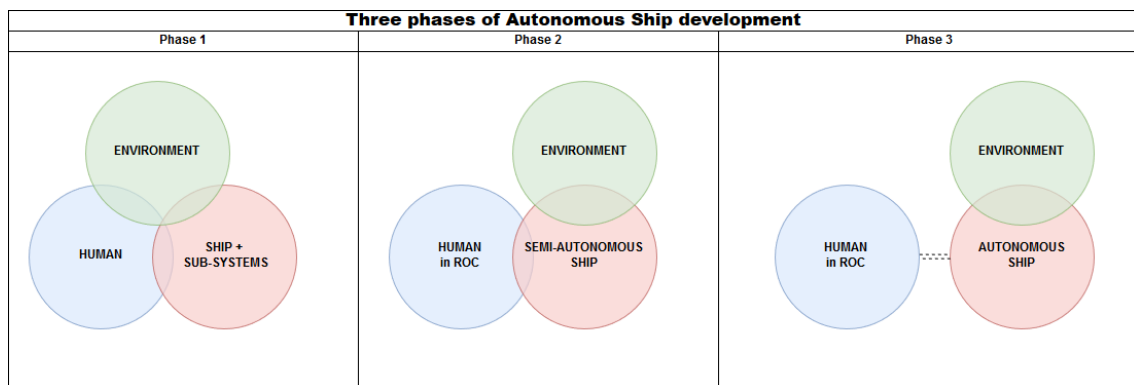 Three phases of Autonomous Ship development
Phase 1
Phase 2
Phase 3
ENVIRONMENT
HUMAN
SHIP +
SUB-SYSTEMS
ENVIRONMENT
HUMAN
in ROC
SEMI-AUTONOMOUS
SHIP
ENVIRONMENT
HUMAN
in ROC
AUTONOMOUS
SHIP